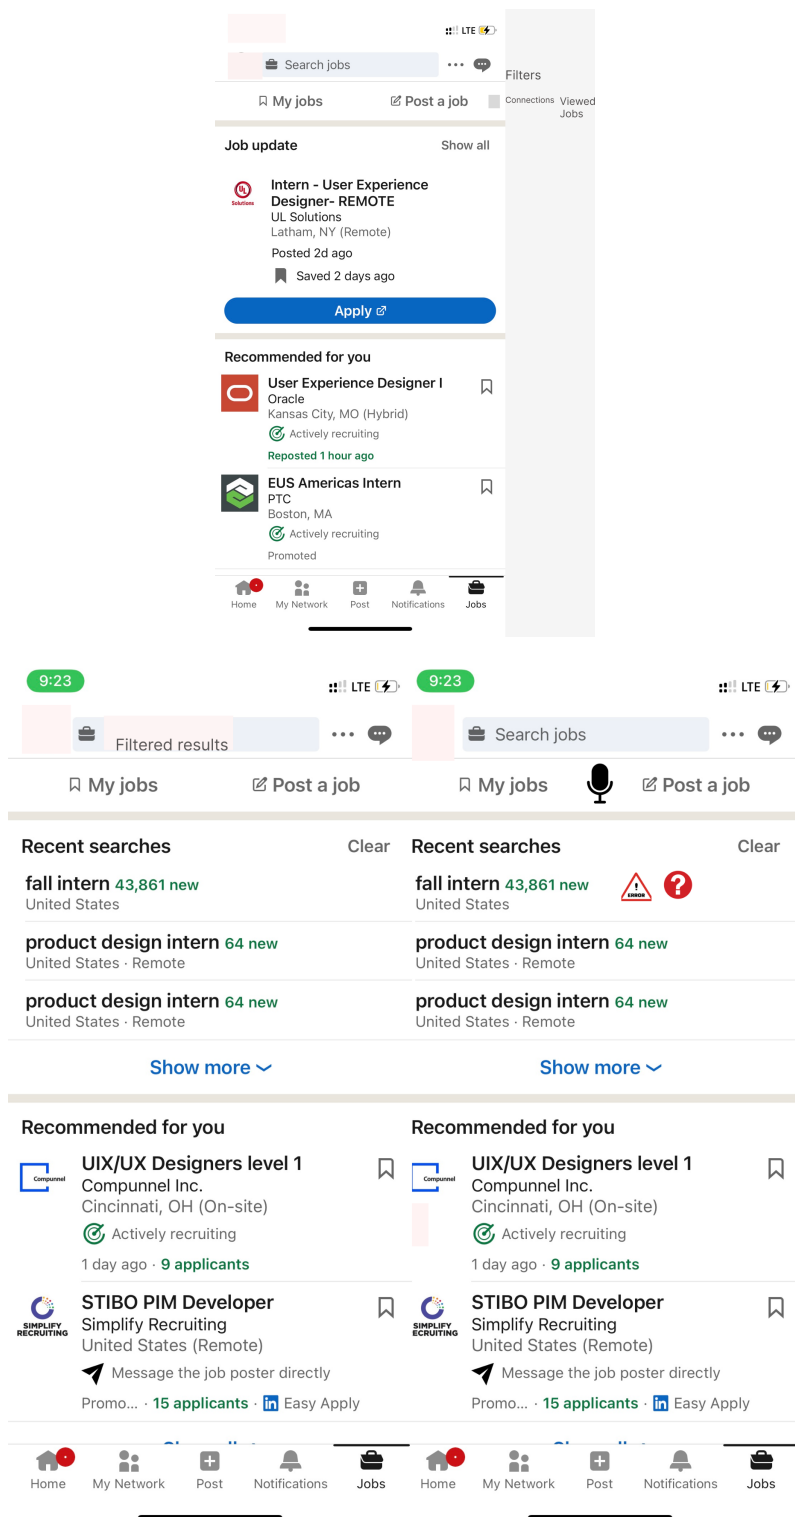 LTE
Search jobs
Filters
My jobs
Post a job
Connections
Viewed
Jobs
Job update
Show all
UL
Solutions
Intern - User Experience
Designer- REMOTE
UL Solutions
Latham, NY (Remote)
Posted 2d ago
Saved 2 days ago
Apply
Recommended for you
User Experience Designer I
Oracle
Kansas City, MO (Hybrid)
Actively recruiting
Reposted 1 hour ago
EUS Americas Intern
PTC
Boston, MA
Actively recruiting
Promoted
Home
My Network
Post
Notifications
Jobs
9:23
LTE
Filtered results
My jobs
Post a job
Recent searches
Clear
fall intern 43,861 new
United States
product design intern 64 new
United States · Remote
product design intern 64 new
United States · Remote
Show more
Recommended for you
Compunnel
UIX/UX Designers level 1
Compunnel Inc.
Cincinnati, OH (On-site)
Actively recruiting
1 day ago · 9 applicants
SIMPLIFY
RECRUITING
STIBO PIM Developer
Simplify Recruiting
United States (Remote)
Message the job poster directly
Promo... · 15 applicants · in Easy Apply
Home
My Network
Post
Notifications
Jobs
9:23
LTE
Search jobs
My jobs
Post a job
Recent searches
Clear
fall intern 43,861 new
ERROR
?
United States
product design intern 64 new
United States · Remote
product design intern 64 new
United States · Remote
Show more
Recommended for you
Compunnel
UIX/UX Designers level 1
Compunnel Inc.
Cincinnati, OH (On-site)
Actively recruiting
1 day ago · 9 applicants
SIMPLIFY
ECRUITING
STIBO PIM Developer
Simplify Recruiting
United States (Remote)
Message the job poster directly
Promo... · 15 applicants · in Easy Apply
Home
My Network
Post
Notifications
Jobs